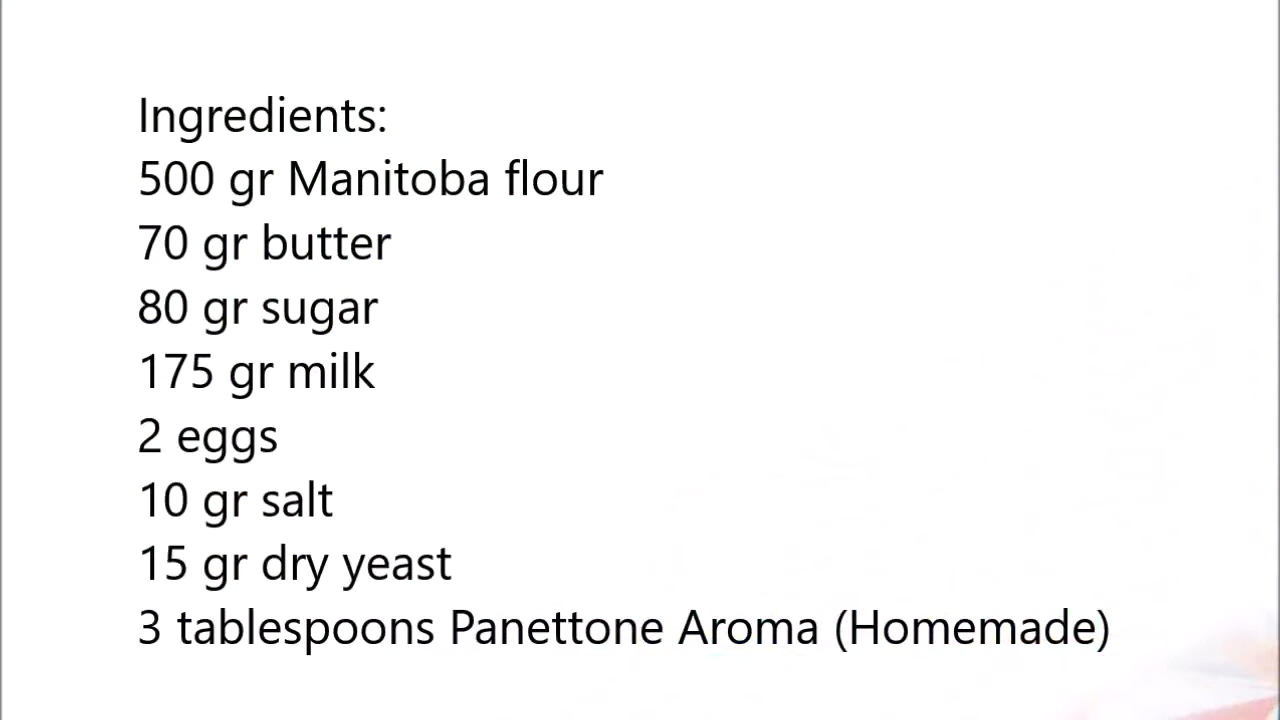 Ingredients:
500 gr Manitoba flour
70 gr butter
80 gr sugar
175 gr milk
2 eggs
10 gr salt
15 gr dry yeast
3 tablespoons Panettone Aroma (Homemade)